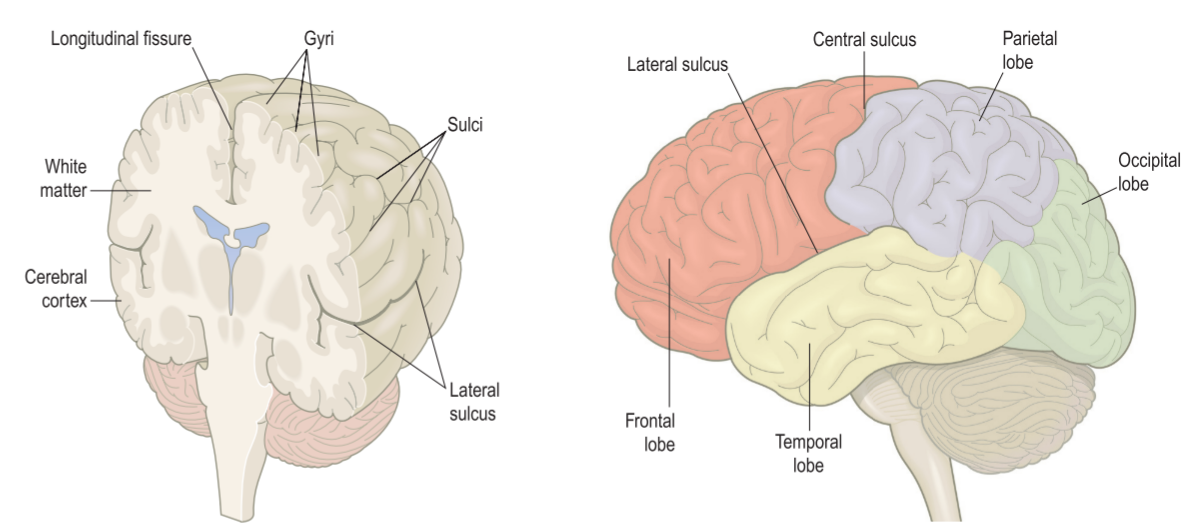 Longitudinal fissure
Gyri
Sulci
White
matter
Cerebral
cortex
Lateral
sulcus
Central sulcus
Lateral sulcus
Parietal
lobe
Occipital
lobe
Frontal
lobe
Temporal
lobe